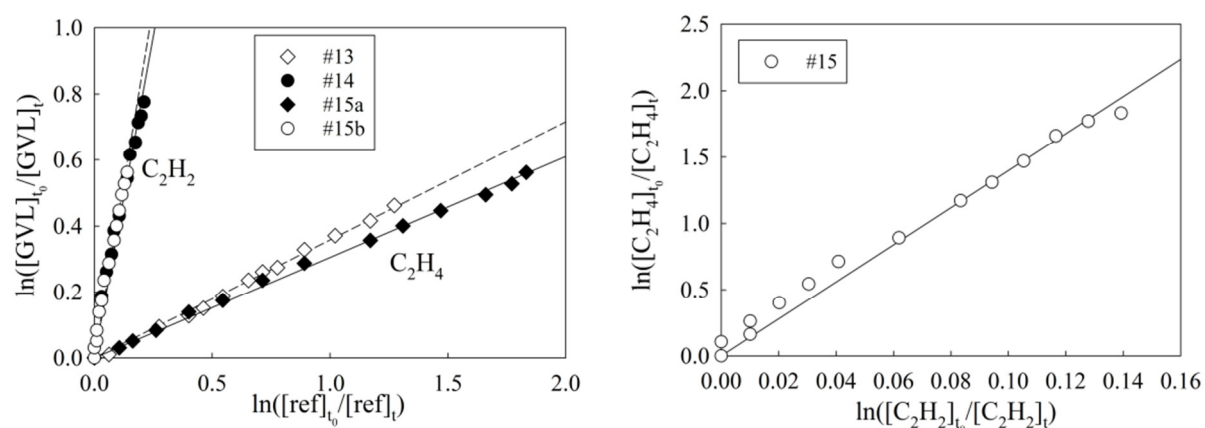 ln([GVL]t₀/[GVL]t)
1.0
0.8
0.6
0.4
0.2
0.0
#13
#14
#15a
#15b
C₂H₂
C₂H₄
0.0 0.5 1.0 1.5 2.0
ln([ref]t₀/[ref]t)
ln([C₂H₄]t₀/[C₂H₄]t)
2.5
2.0
1.5
1.0
0.5
0.0
#15
0.00 0.02 0.04 0.06 0.08 0.10 0.12 0.14 0.16
ln([C₂H₂]t₀/[C₂H₂]t)